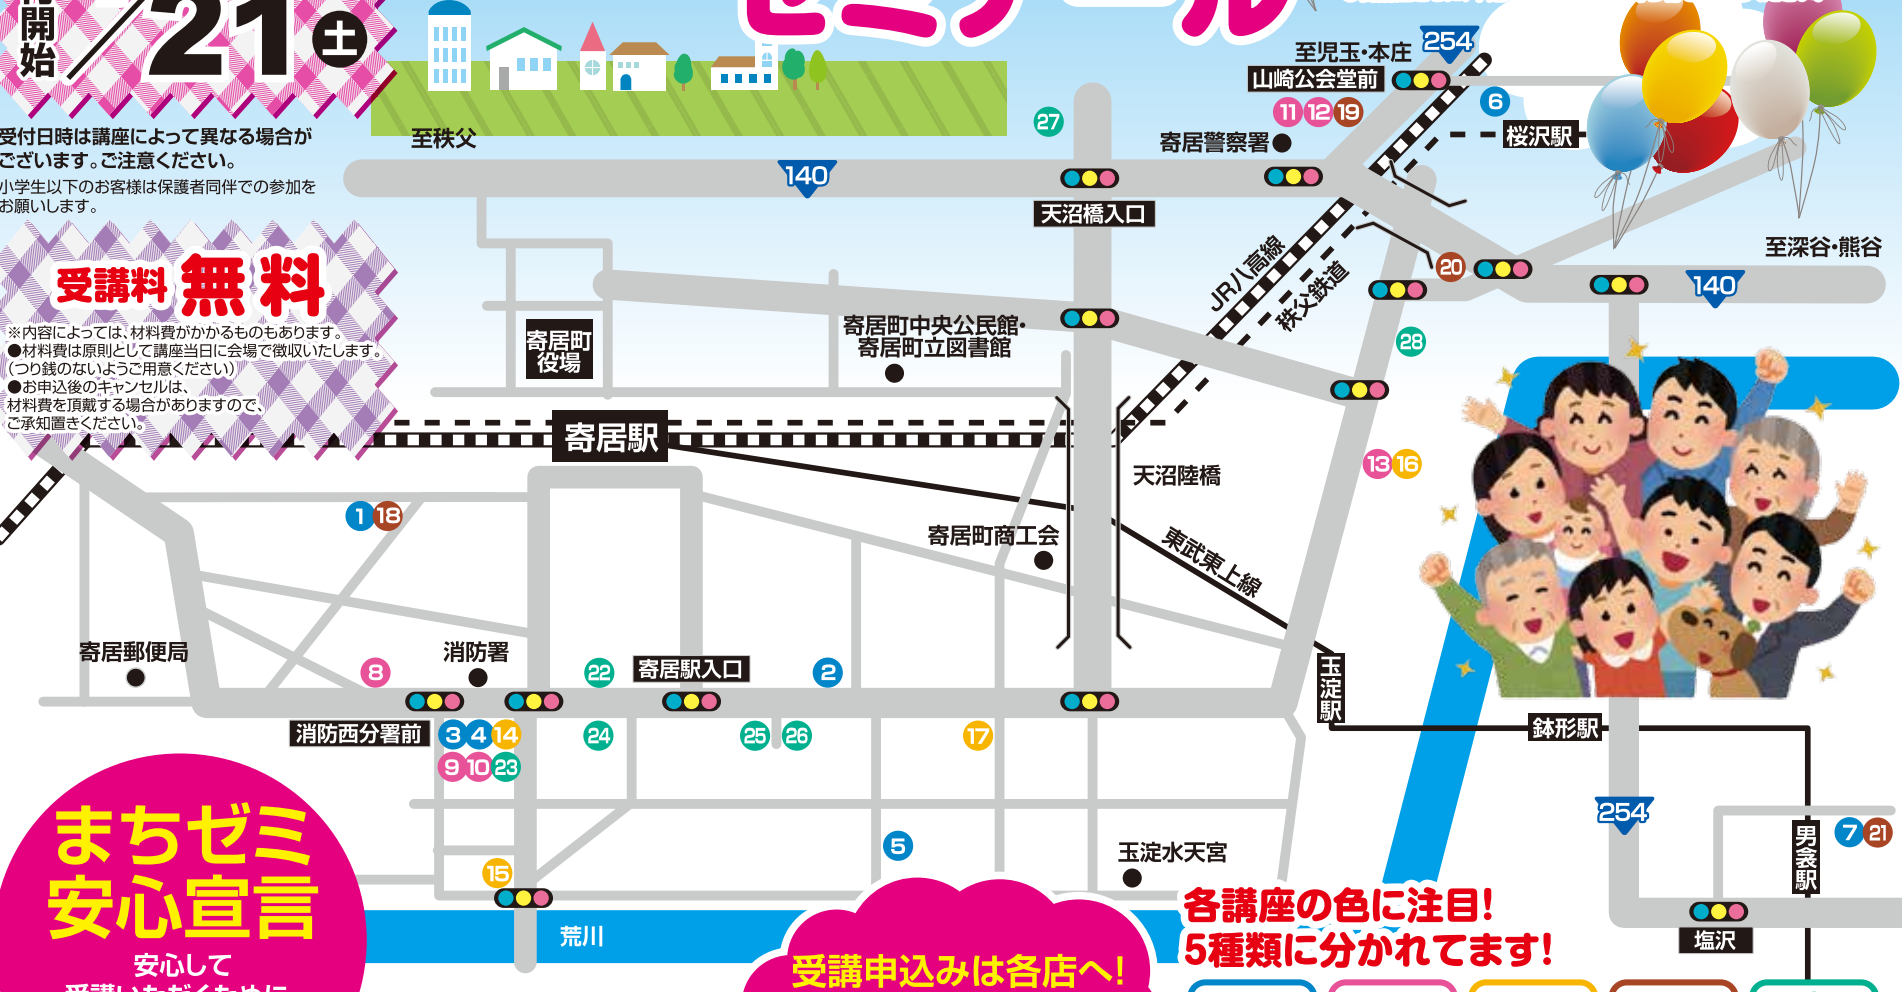 開始
21
土
受付日時は講座によって異なる場合が
ございます。ご注意ください。
小学生以下のお客様は保護者同伴での参加を
お願いします。
受講料 無料
※内容によっては、材料費がかかるものもあります。
●材料費は原則として講座当日に会場で徴収いたします。
(つり銭のないようご用意ください)
●お申込後のキャンセルは、
材料費を頂戴する場合がありますので、
ご承知置きください。
至秩父
140
27
天沼橋入口
至児玉・本庄
254
山崎公会堂前
11 12 19
寄居警察署
6
桜沢駅
至深谷・熊谷
20
140
JR八高線
秩父鉄道
28
寄居町
役場
寄居町中央公民館・
寄居町立図書館
寄居駅
天沼陸橋
13 16
1 18
寄居町商工会
東武東上線
寄居郵便局
8
消防署
22
寄居駅入口
2
玉淀駅
消防西分署前
3 4 14
9 10 23
24
25 26
17
鉢形駅
254
5
15
玉淀水天宮
男衾駅
7 21
塩沢
荒川
まちゼミ
安心宣言
安心して
受講いただくために
受講申込みは各店へ!
各講座の色に注目!
5種類に分かれてます!